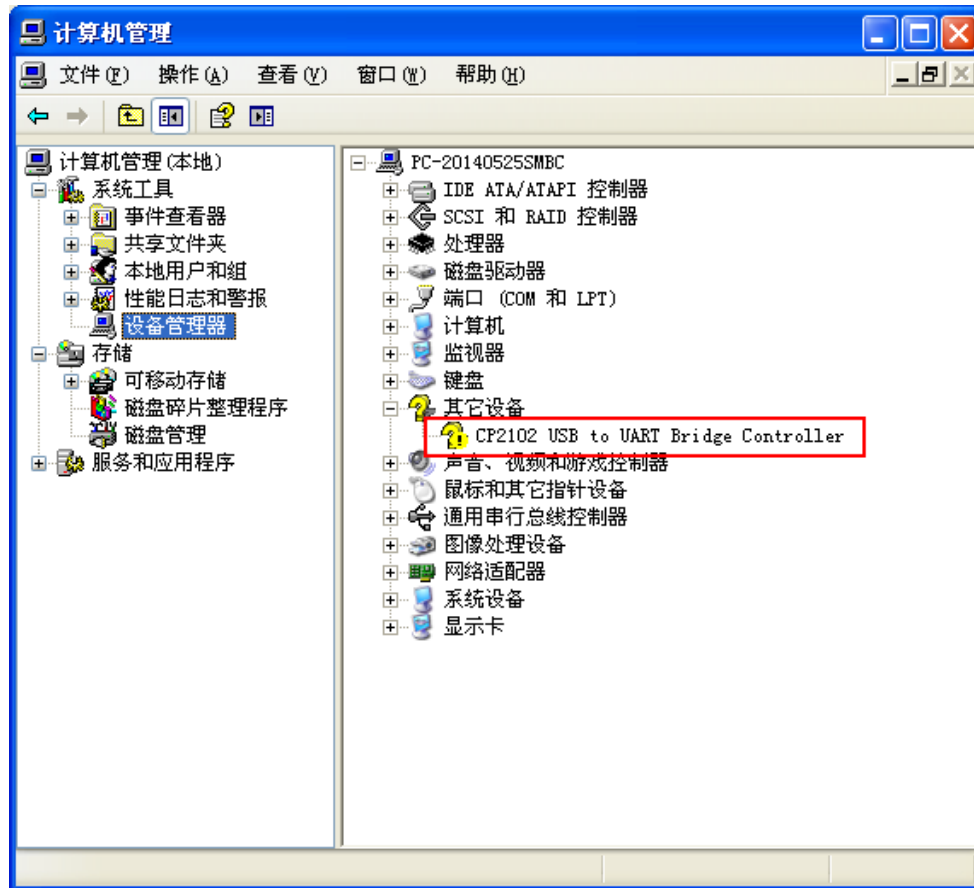 计算机管理
文件(F) 操作(A) 查看(V) 窗口(W) 帮助(H)
计算机管理(本地)
系统工具
事件查看器
共享文件夹
本地用户和组
性能日志和警报
设备管理器
存储
可移动存储
磁盘碎片整理程序
磁盘管理
服务和应用程序
PC-20140525SMBC
IDE ATA/ATAPI 控制器
SCSI 和 RAID 控制器
处理器
磁盘驱动器
端口 (COM 和 LPT)
计算机
监视器
键盘
其它设备
CP2102 USB to UART Bridge Controller
声音、视频和游戏控制器
鼠标和其它指针设备
通用串行总线控制器
图像处理设备
网络适配器
系统设备
显示卡